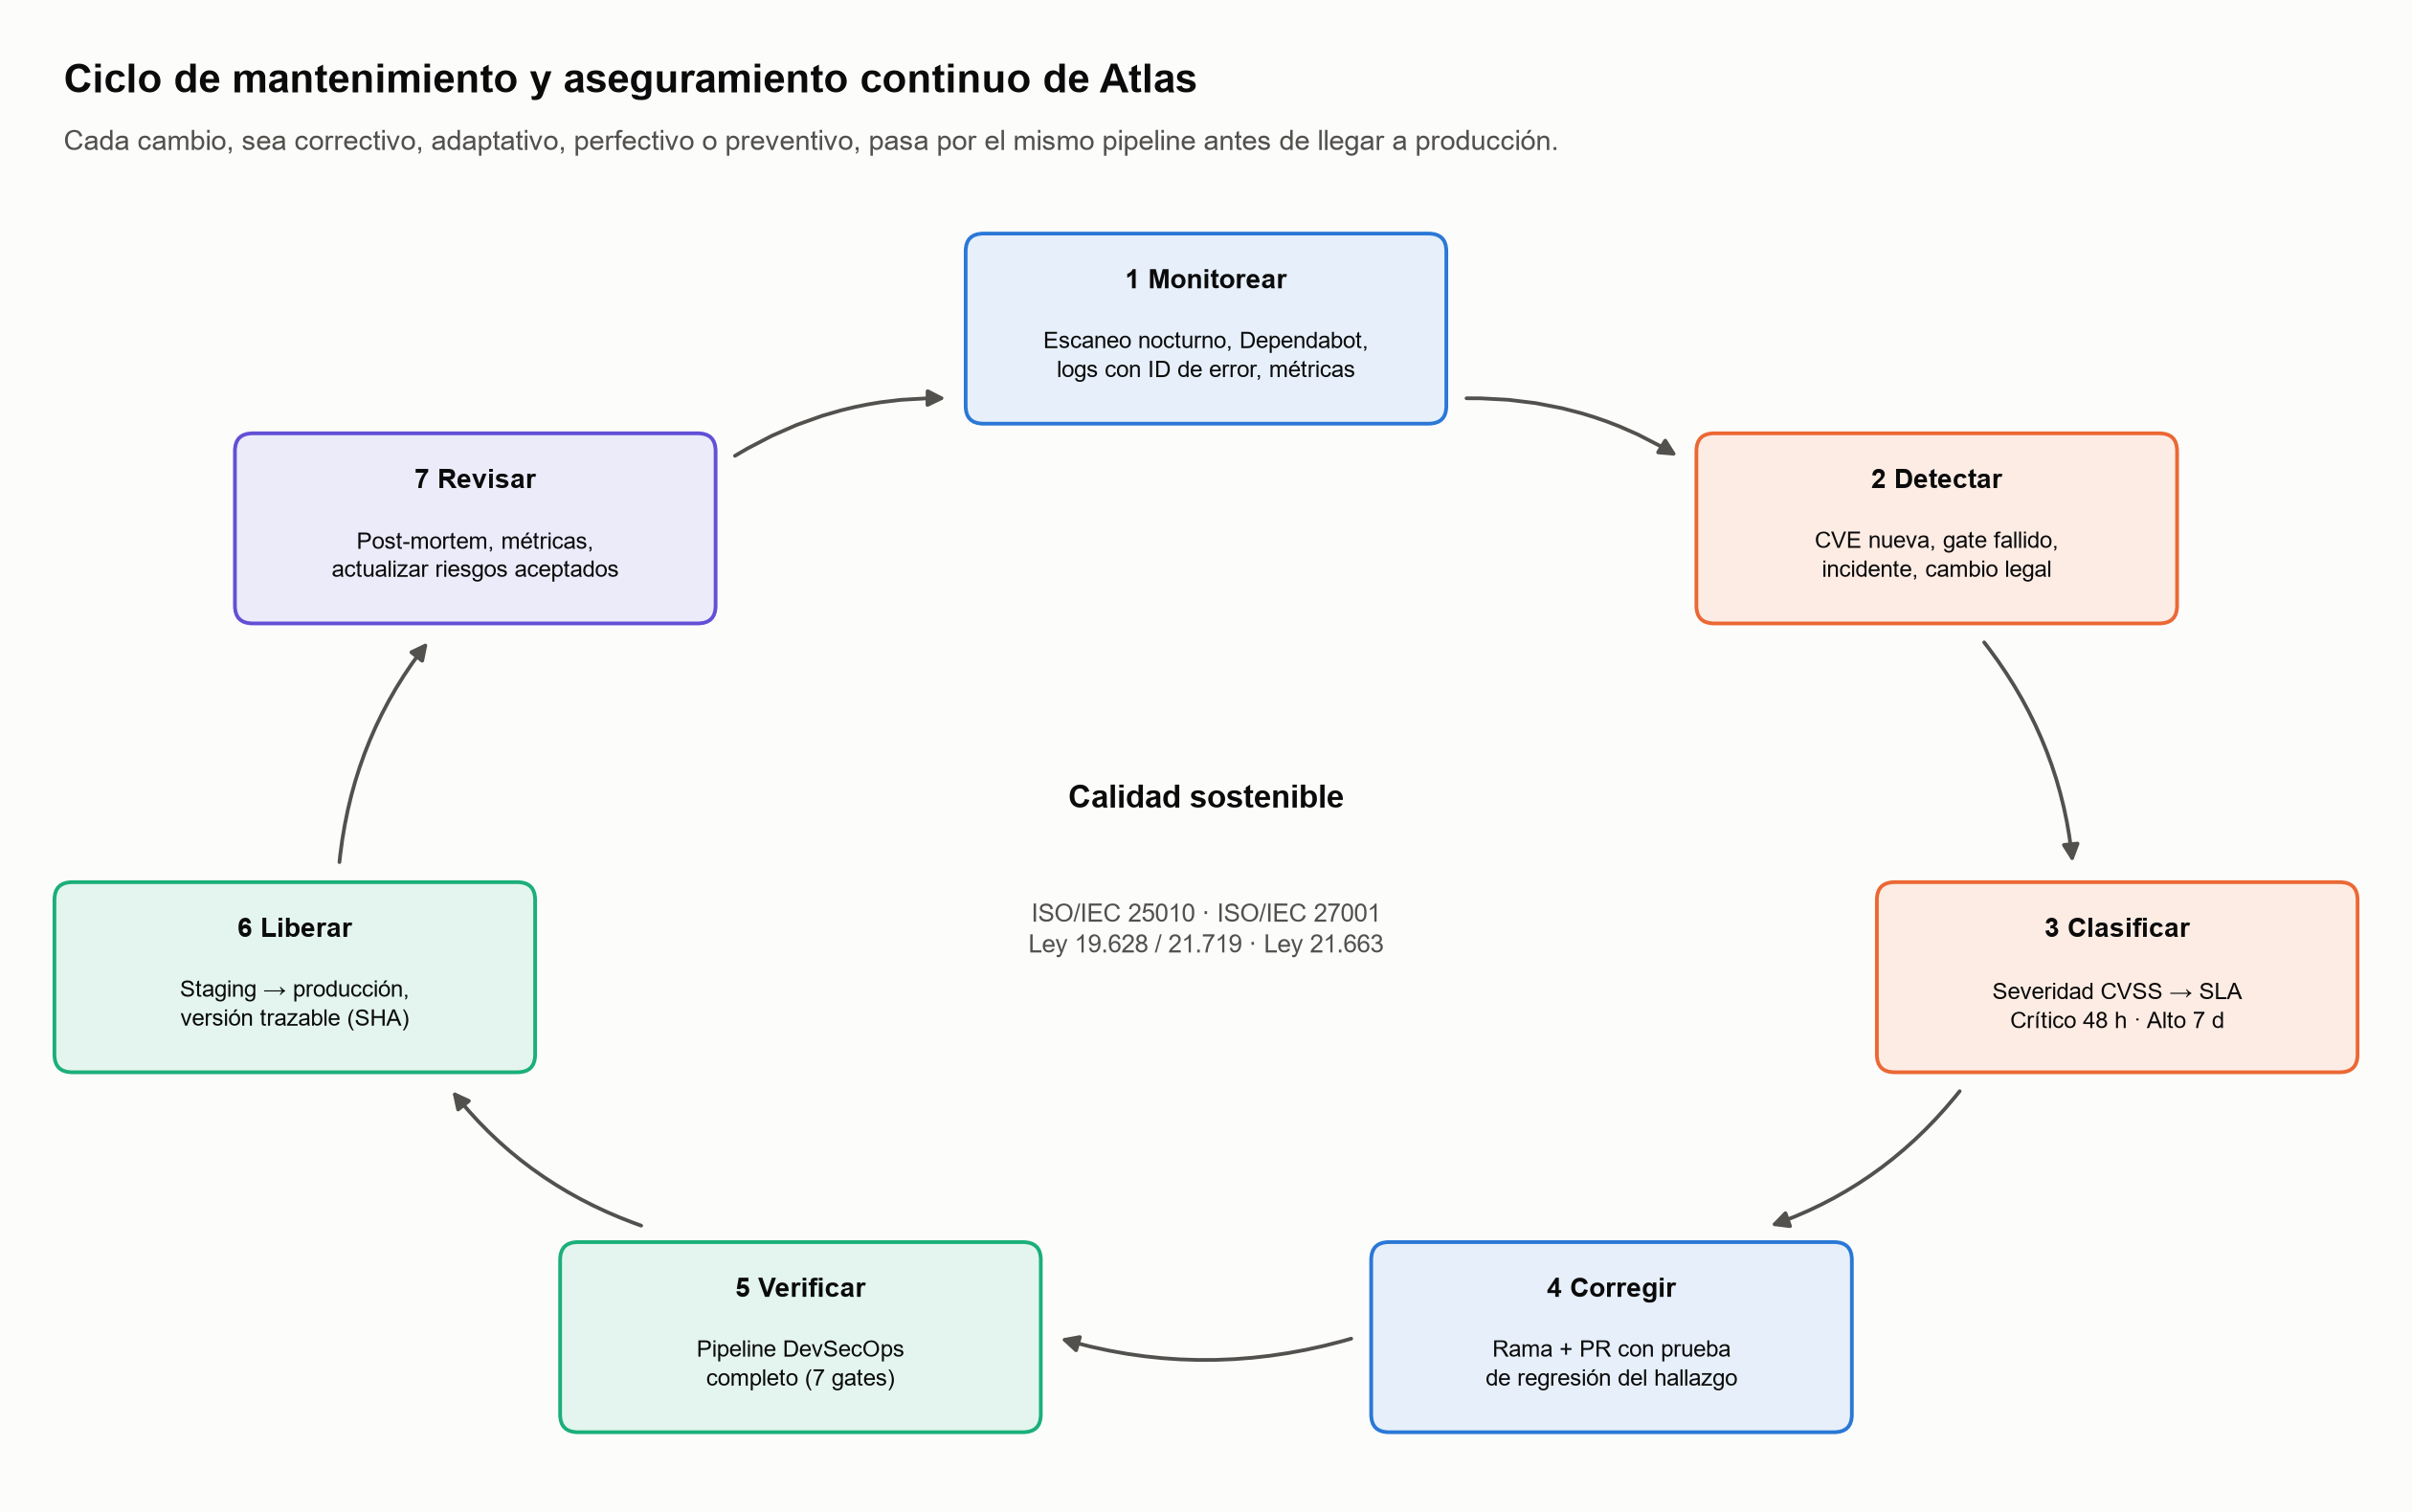 Ciclo de mantenimiento y aseguramiento continuo de Atlas
Cada cambio, sea correctivo, adaptativo, perfectivo o preventivo, pasa por el mismo pipeline antes de llegar a producción.
1 Monitorear
Escaneo nocturno, Dependabot,
logs con ID de error, métricas
2 Detectar
CVE nueva, gate fallido,
incidente, cambio legal
3 Clasificar
Severidad CVSS → SLA
Crítico 48 h · Alto 7 d
4 Corregir
Rama + PR con prueba
de regresión del hallazgo
5 Verificar
Pipeline DevSecOps
completo (7 gates)
6 Liberar
Staging → producción,
versión trazable (SHA)
7 Revisar
Post-mortem, métricas,
actualizar riesgos aceptados
Calidad sostenible
ISO/IEC 25010 · ISO/IEC 27001
Ley 19.628 / 21.719 · Ley 21.663